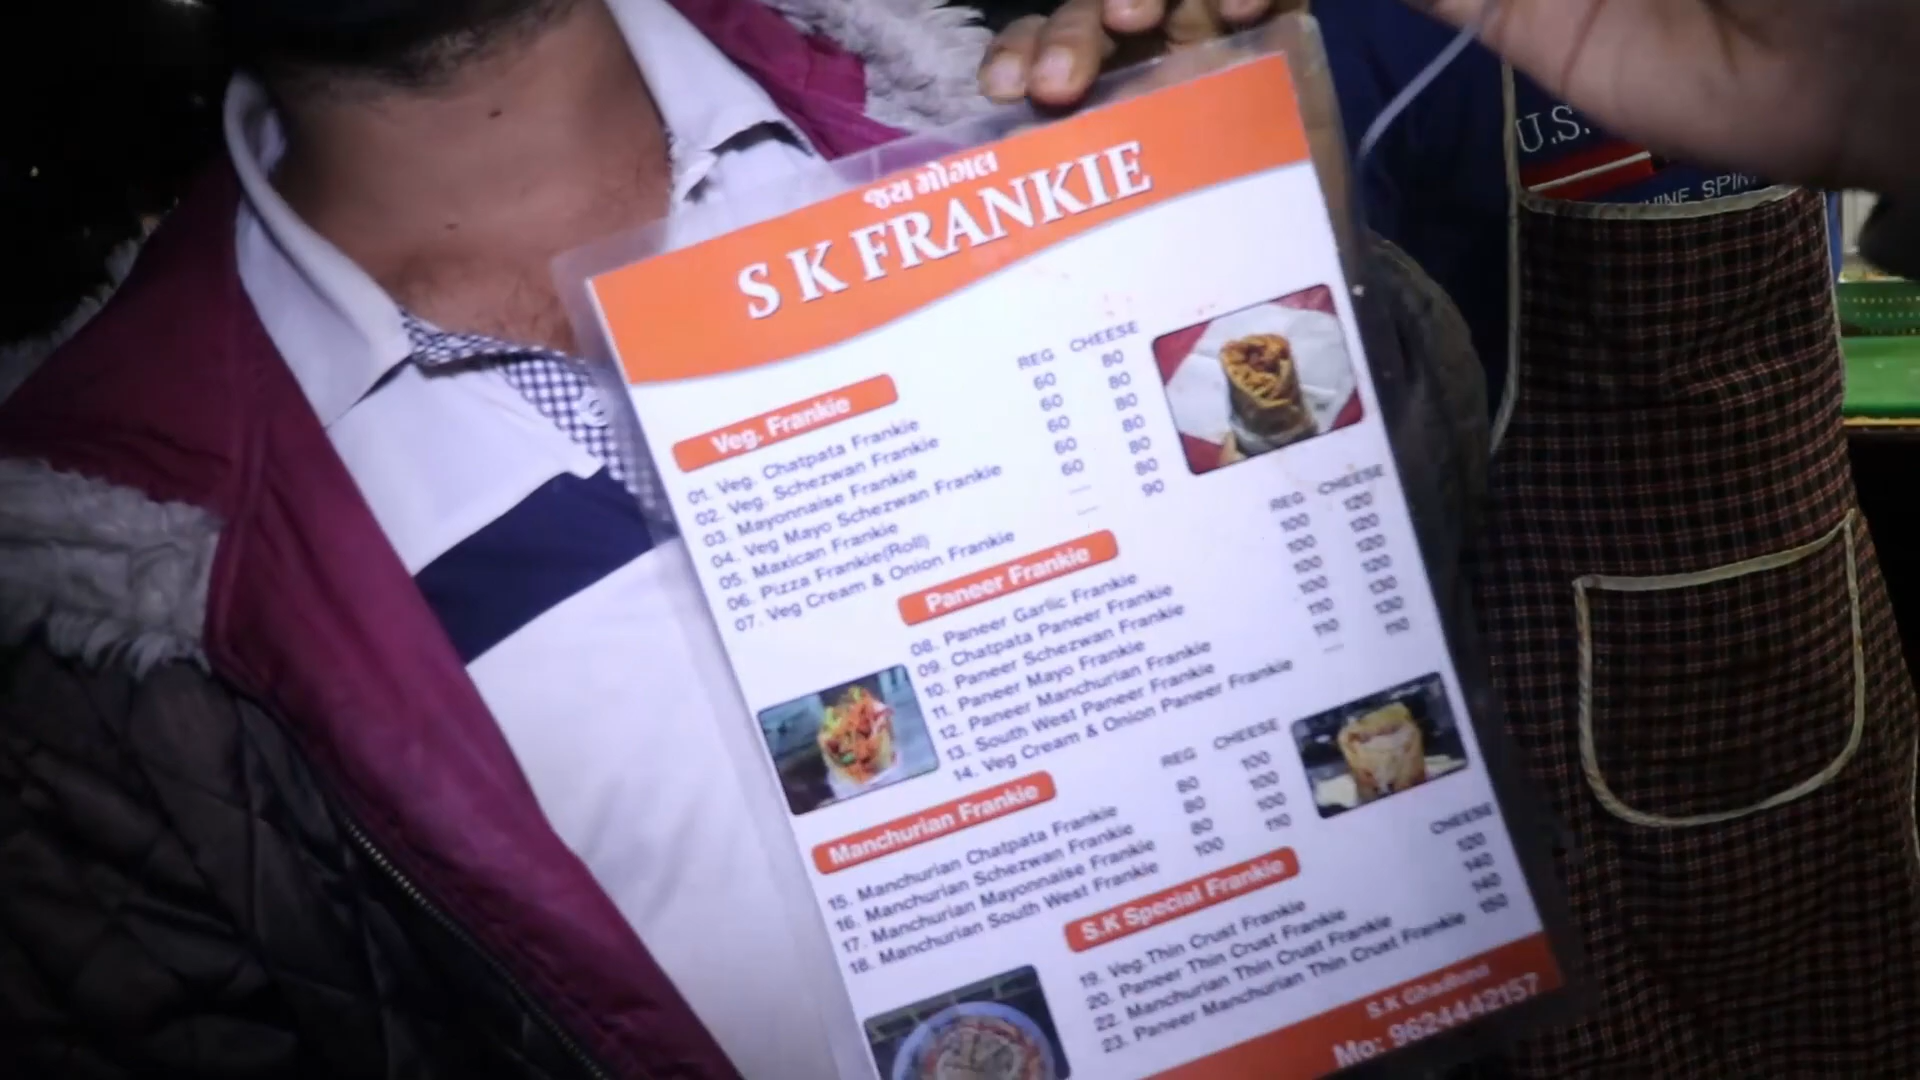 જય મોગલ
S K FRANKIE
REG CHEESE
Veg. Frankie
01. Veg. Chatpata Frankie 60 80
02. Veg. Schezwan Frankie 60 80
03. Mayonnaise Frankie 60 80
04. Veg Mayo Schezwan Frankie 60 80
05. Maxican Frankie 60 80
06. Pizza Frankie(Roll) ---- 80
07. Veg Cream & Onion Frankie ---- 90
REG CHEESE
Paneer Frankie
08. Paneer Garlic Frankie 100 120
09. Chatpata Paneer Frankie 100 120
10. Paneer Schezwan Frankie 100 120
11. Paneer Mayo Frankie 100 120
12. Paneer Manchurian Frankie 110 130
13. South West Paneer Frankie 110 130
14. Veg Cream & Onion Paneer Frankie ---- 110
REG CHEESE
Manchurian Frankie
15. Manchurian Chatpata Frankie 80 100
16. Manchurian Schezwan Frankie 80 100
17. Manchurian Mayonnaise Frankie 80 100
18. Manchurian South West Frankie 100 110
CHEESE
S.K Special Frankie
19. Veg Thin Crust Frankie 120
20. Paneer Thin Crust Frankie 140
22. Manchurian Thin Crust Frankie 140
23. Paneer Manchurian Thin Crust Frankie 150
S.K
Mo: 9624442157
U.S.